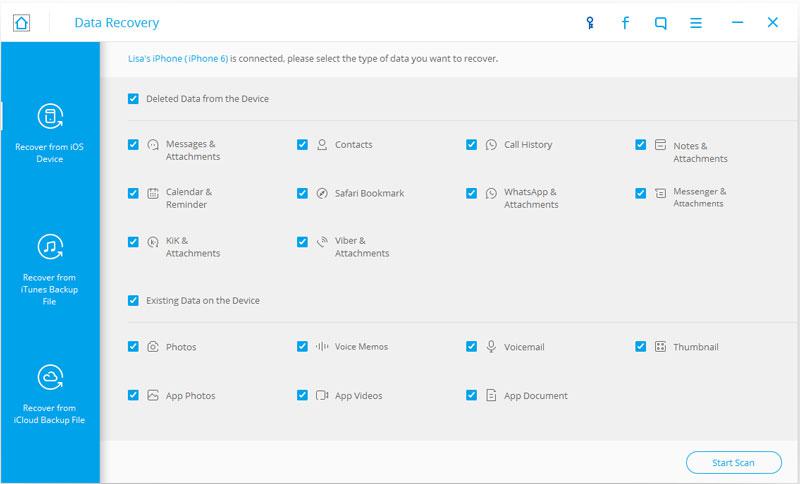 Data Recovery
Lisa's iPhone ( iPhone 6) is connected, please select the type of data you want to recover.
Recover from iOS
Device
Recover from
iTunes Backup
File
Recover from
iCloud Backup File
Deleted Data from the Device
Messages &
Attachments
Contacts
Call History
Notes &
Attachments
Calendar &
Reminder
Safari Bookmark
WhatsApp &
Attachments
Messenger &
Attachments
KiK &
Attachments
Viber &
Attachments
Existing Data on the Device
Photos
Voice Memos
Voicemail
Thumbnail
App Photos
App Videos
App Document
Start Scan